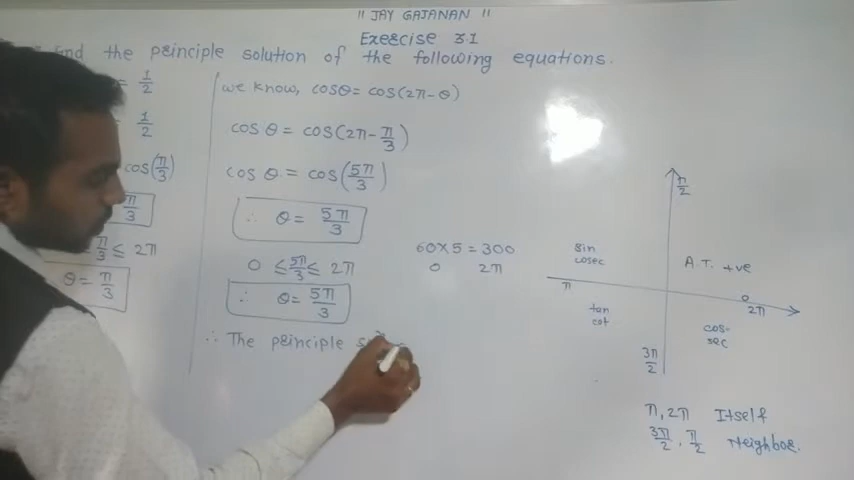 || JAY GAJANAN ||
Exercise 3.1
find the principle solution of the following equations.
= 1/2
= 1/2
cos(π/3)
π/3
π/3 ≤ 2π
θ = π/3
we know, cosθ = cos(2π - θ)
cos θ = cos(2π - π/3)
cos θ = cos(5π/3)
∴ θ = 5π/3
0 ≤ 5π/3 ≤ 2π
∴ θ = 5π/3
∴ The principle
60×5 = 300
0 2π
π/2
sin
cosec
A.T. +ve
π
0
2π
tan
cot
cos-
sec
3π/2
π, 2π Itself
3π/2, π/2 Neighbor.